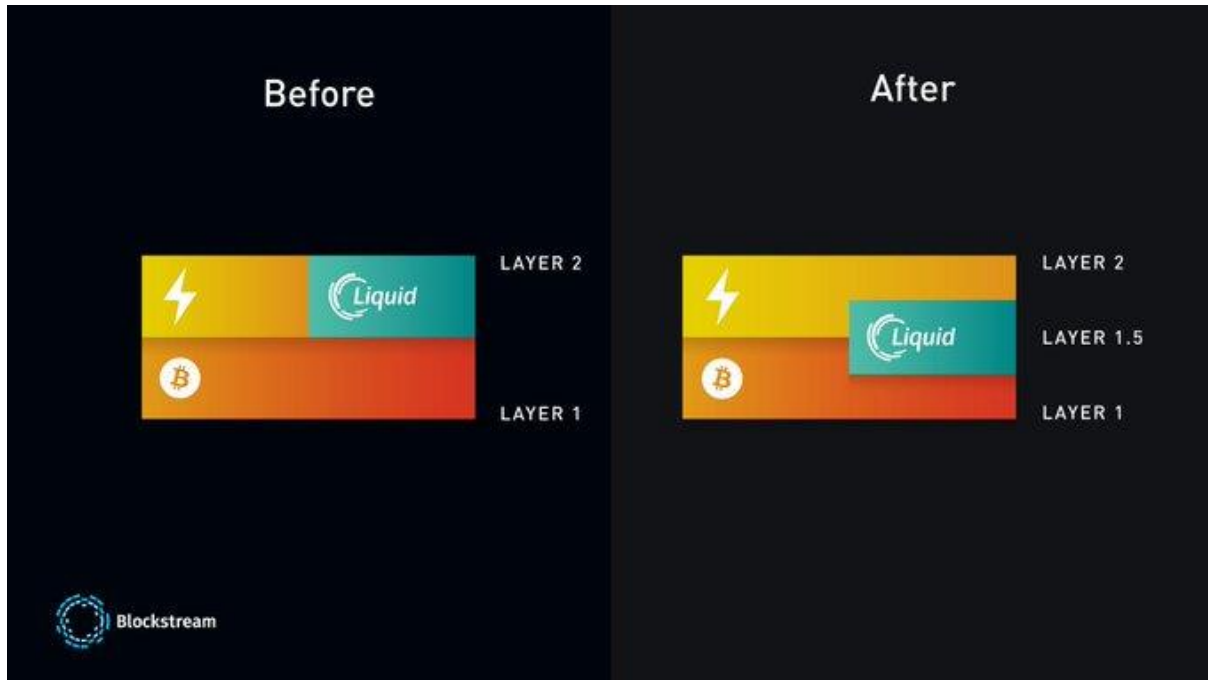 Before
LAYER 2
Liquid
LAYER 1
Blockstream
After
LAYER 2
Liquid
LAYER 1.5
LAYER 1